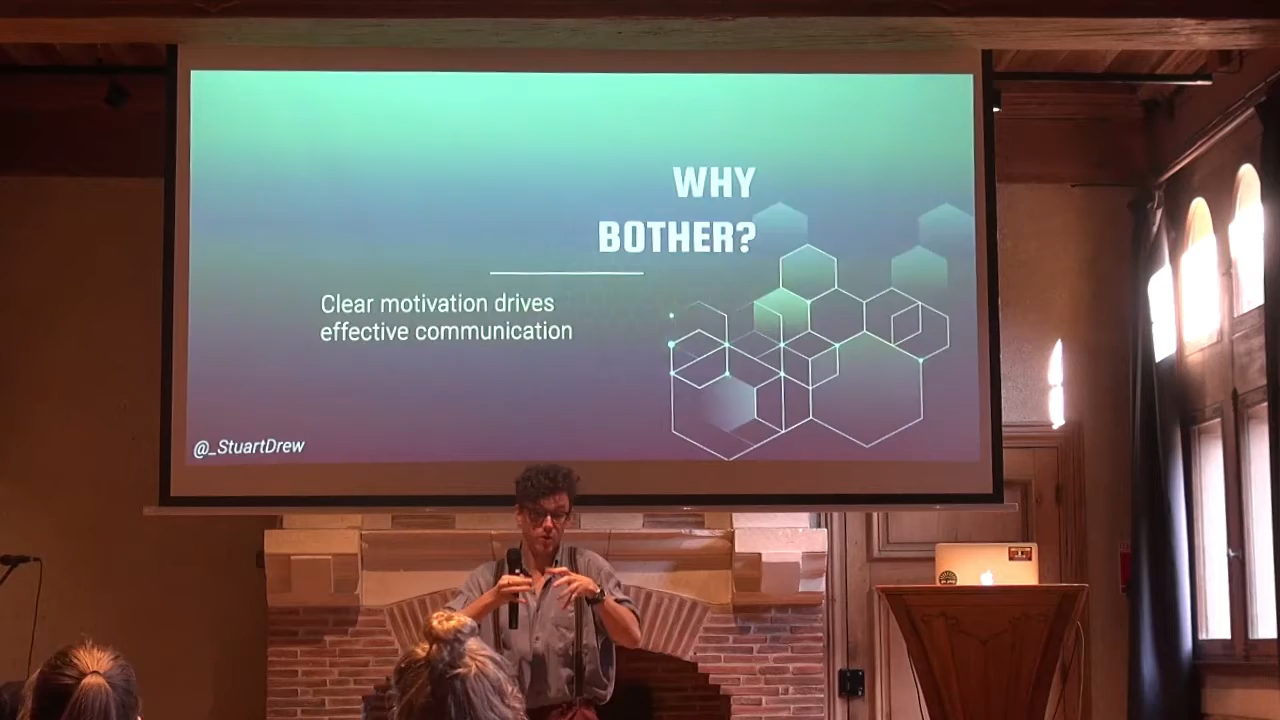 WHY
BOTHER?
Clear motivation drives
effective communication
@_StuartDrew